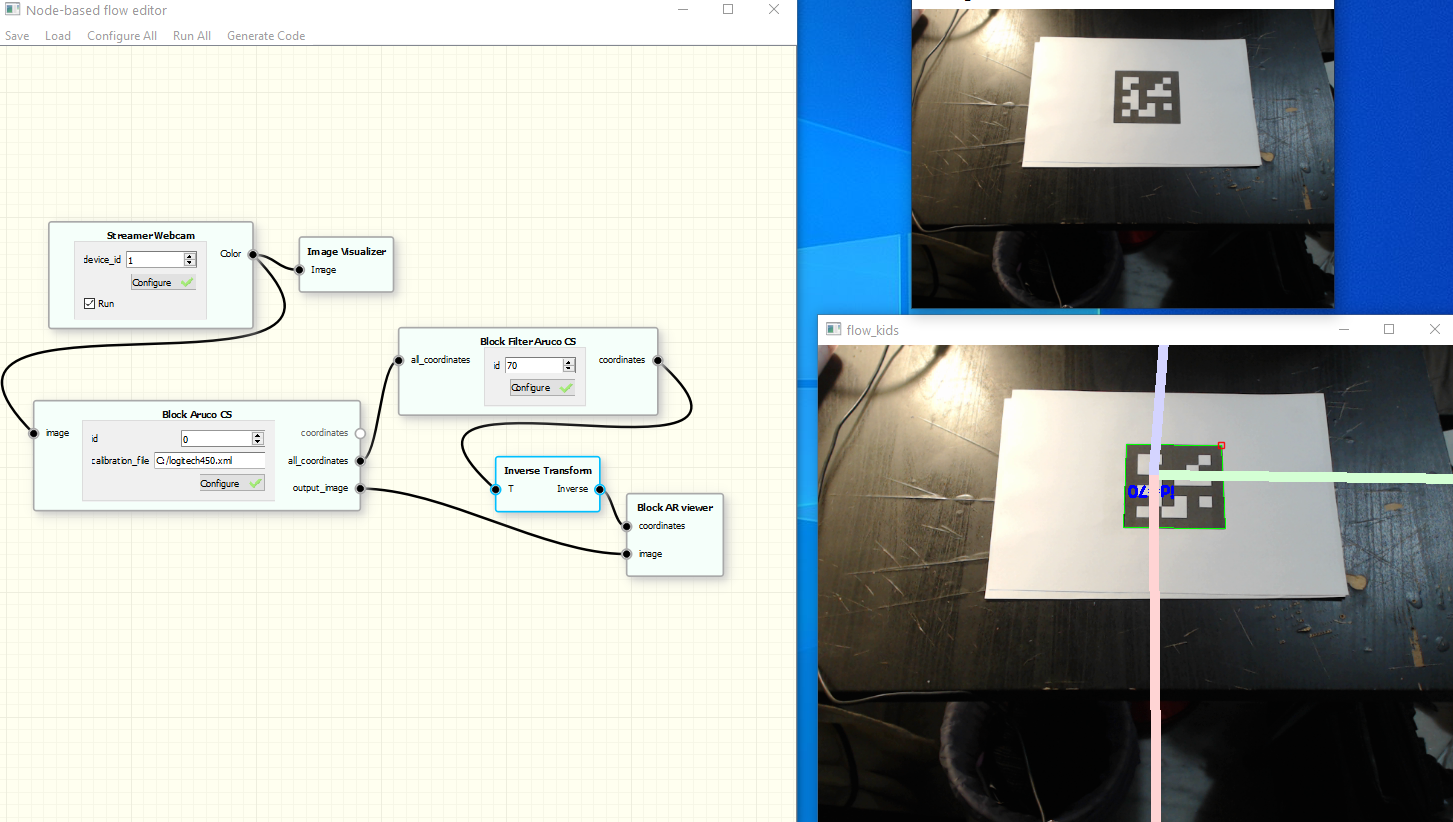 Node-based flow editor
Save Load Configure All Run All Generate Code
Streamer Webcam
device_id 1
Color
Configure
Run
Image Visualizer
Image
Block Filter Aruco CS
all_coordinates
id 70
coordinates
Configure
Block Aruco CS
image
id 0
coordinates
calibration_file C:/logitech450.xml
all_coordinates
Configure
output_image
Inverse Transform
T Inverse
Block AR viewer
coordinates
image
flow_kids